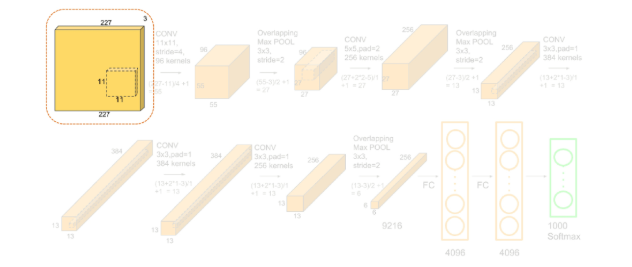 227
3
11
11
227
CONV
11x11,
stride=4,
96 kernels
(227-11)/4 +1
= 55
96
55
55
Overlapping
Max POOL
3x3,
stride=2
(55-3)/2 +1
= 27
96
27
27
CONV
5x5,pad=2
256 kernels
(27+2*2-5)/1
+1 = 27
256
27
27
Overlapping
Max POOL
3x3,
stride=2
(27-3)/2 +1
= 13
256
13
13
CONV
3x3,pad=1
384 kernels
(13+2*1-3)/1
+1 = 13
384
13
13
CONV
3x3,pad=1
384 kernels
(13+2*1-3)/1
+1 = 13
384
13
13
CONV
3x3,pad=1
256 kernels
(13+2*1-3)/1
+1 = 13
256
13
13
Overlapping
Max POOL
3x3,
stride=2
(13-3)/2 +1
= 6
256
6
6
9216
FC
4096
FC
4096
1000
Softmax